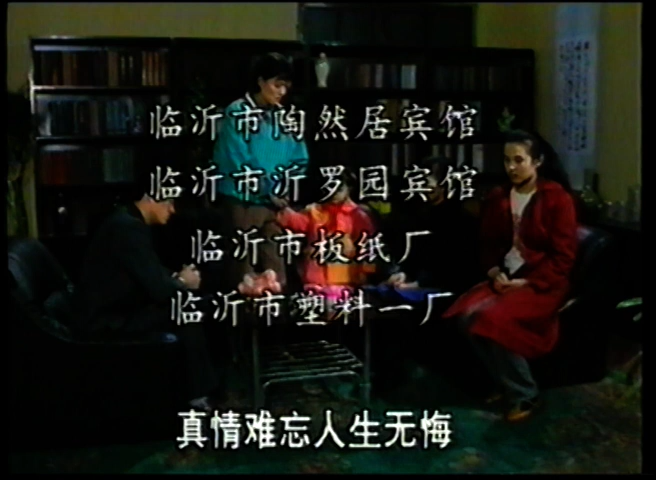 临沂市陶然居宾馆
临沂市沂罗园宾馆
临沂市板纸厂
临沂市塑料一厂
真情难忘人生无悔